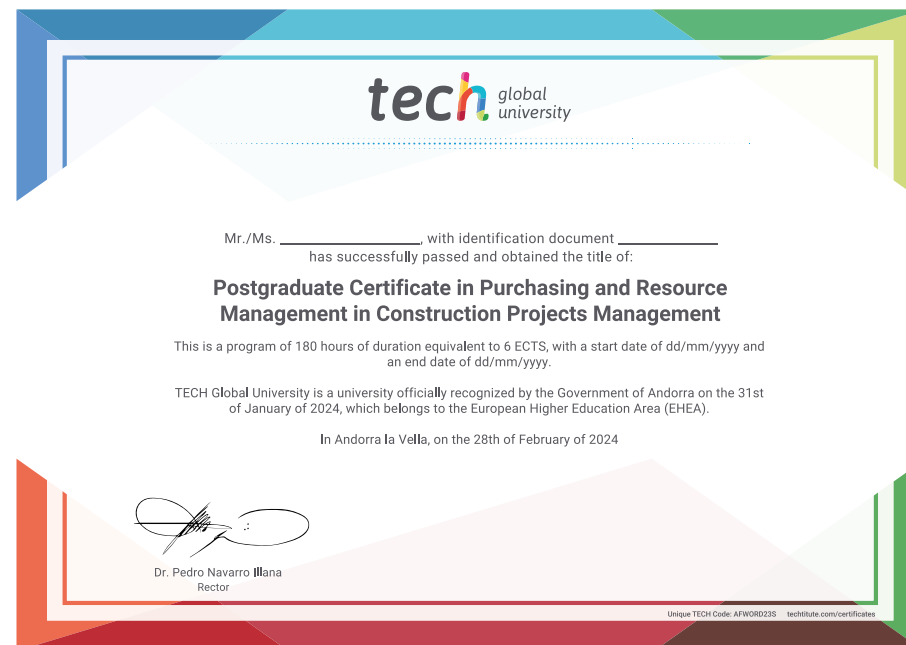 tech global
university
Mr./Ms. ____________________, with identification document ______________
has successfully passed and obtained the title of:
Postgraduate Certificate in Purchasing and Resource
Management in Construction Projects Management
This is a program of 180 hours of duration equivalent to 6 ECTS, with a start date of dd/mm/yyyy and
an end date of dd/mm/yyyy.
TECH Global University is a university officially recognized by the Government of Andorra on the 31st
of January of 2024, which belongs to the European Higher Education Area (EHEA).
In Andorra la Vella, on the 28th of February of 2024
Dr. Pedro Navarro Illana
Rector
Unique TECH Code: AFWORD23S techtitute.com/certificates